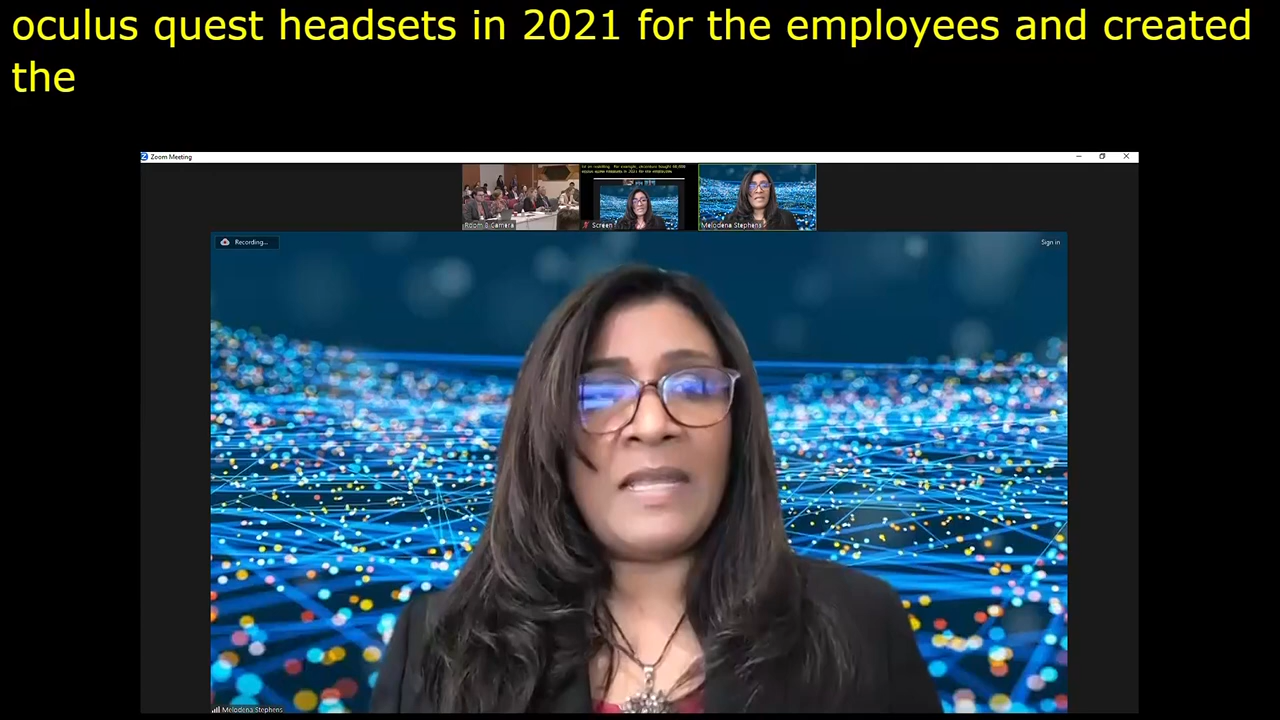 oculus quest headsets in 2021 for the employees and created
the
Zoom Meeting
Room 8 Camera
Screen
Melodena Stephens
Recording...
Sign in
Melodena Stephens